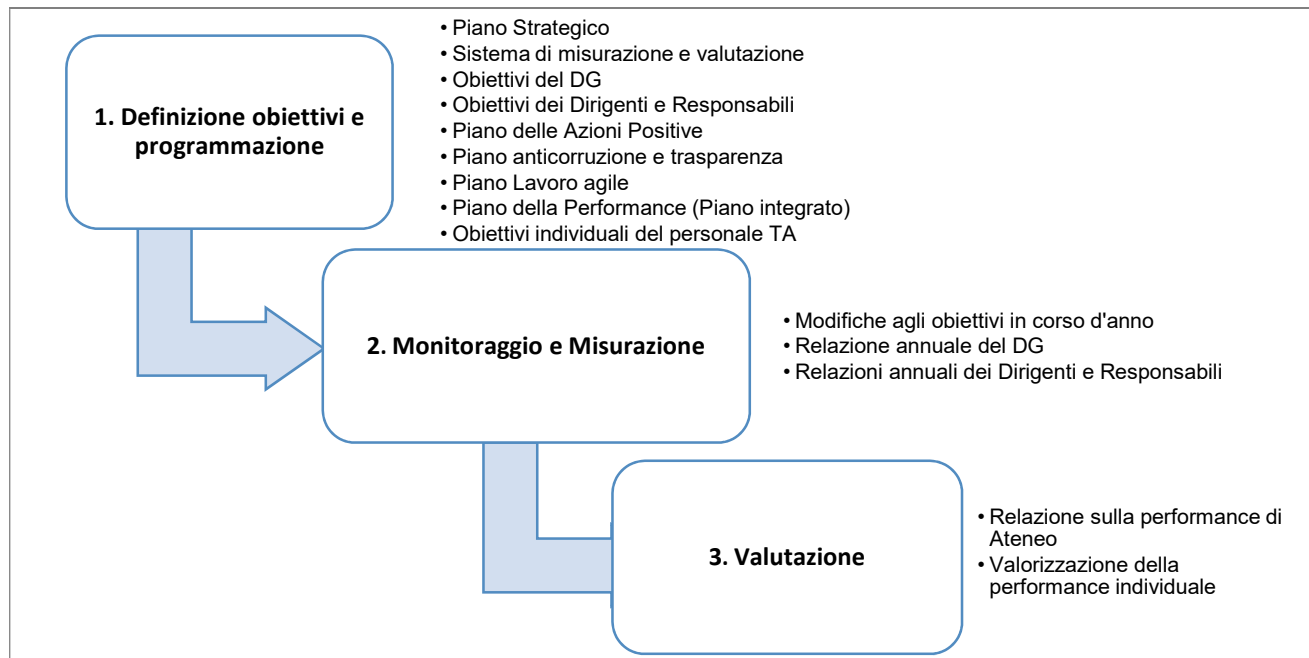 • Piano Strategico
• Sistema di misurazione e valutazione
• Obiettivi del DG
• Obiettivi dei Dirigenti e Responsabili
• Piano delle Azioni Positive
• Piano anticorruzione e trasparenza
• Piano Lavoro agile
• Piano della Performance (Piano integrato)
• Obiettivi individuali del personale TA
1. Definizione obiettivi e
programmazione
2. Monitoraggio e Misurazione
• Modifiche agli obiettivi in corso d'anno
• Relazione annuale del DG
• Relazioni annuali dei Dirigenti e Responsabili
3. Valutazione
• Relazione sulla performance di
Ateneo
• Valorizzazione della
performance individuale